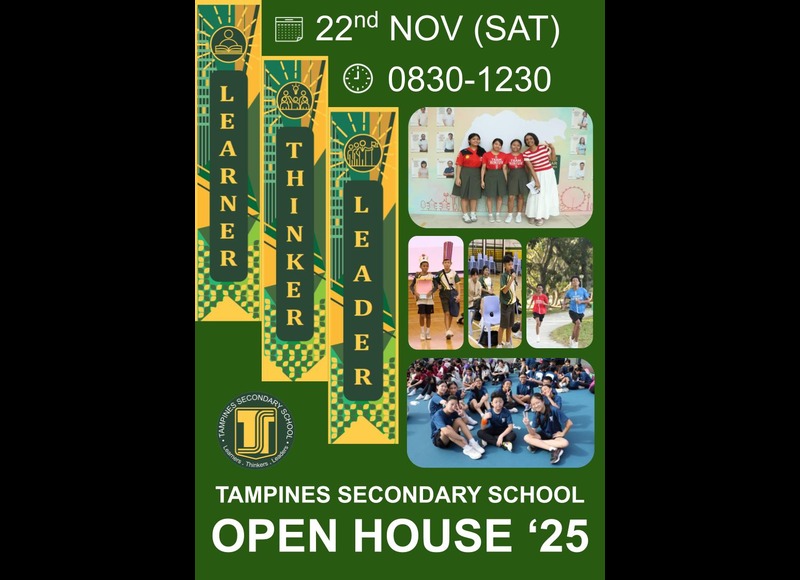 22nd NOV (SAT)
0830-1230
LEARNER
THINKER
LEADER
TAMPINES SECONDARY SCHOOL
Learners . Thinkers . Leaders
TAMPINES SECONDARY SCHOOL
OPEN HOUSE ‘25